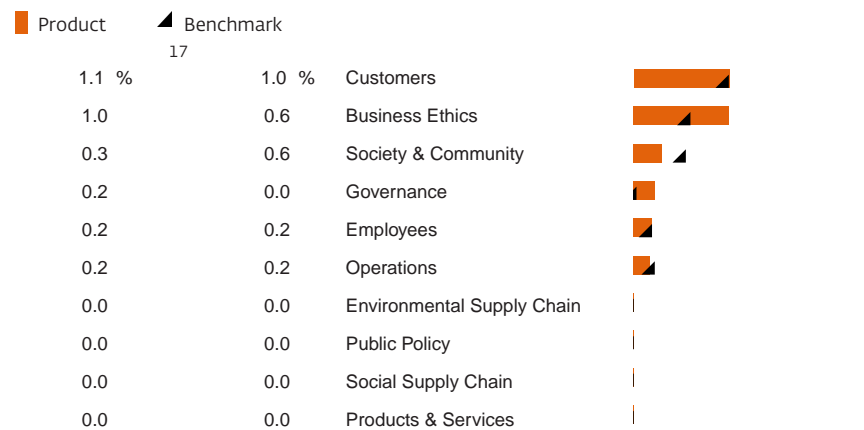 Product Benchmark
17
1.1 % 1.0 % Customers
1.0 0.6 Business Ethics
0.3 0.6 Society & Community
0.2 0.0 Governance
0.2 0.2 Employees
0.2 0.2 Operations
0.0 0.0 Environmental Supply Chain
0.0 0.0 Public Policy
0.0 0.0 Social Supply Chain
0.0 0.0 Products & Services